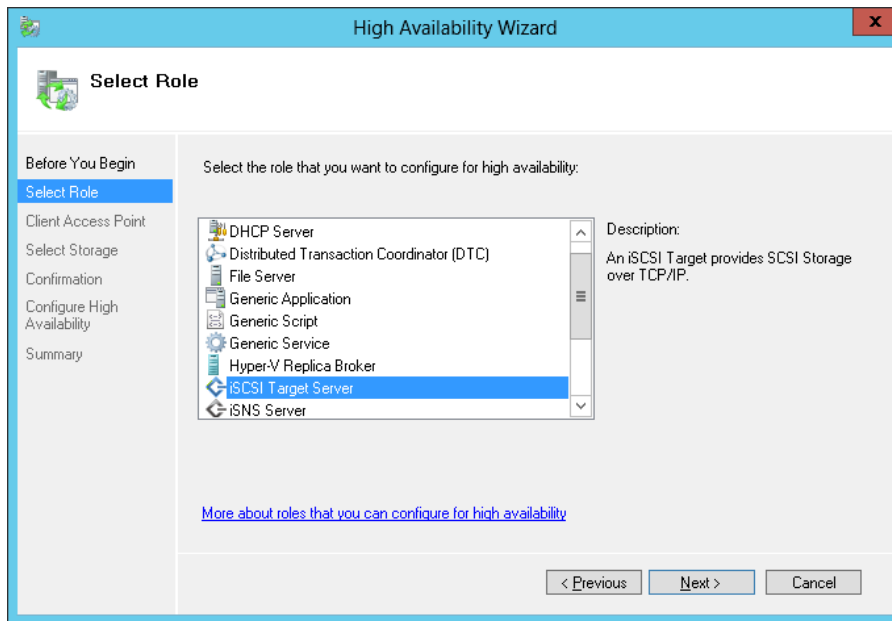 High Availability Wizard
x
Select Role
Before You Begin
Select Role
Client Access Point
Select Storage
Confirmation
Configure High
Availability
Summary
Select the role that you want to configure for high availability:
DHCP Server
Distributed Transaction Coordinator (DTC)
File Server
Generic Application
Generic Script
Generic Service
Hyper-V Replica Broker
iSCSI Target Server
iSNS Server
Description:
An iSCSI Target provides SCSI Storage
over TCP/IP.
More about roles that you can configure for high availability
< Previous
Next >
Cancel